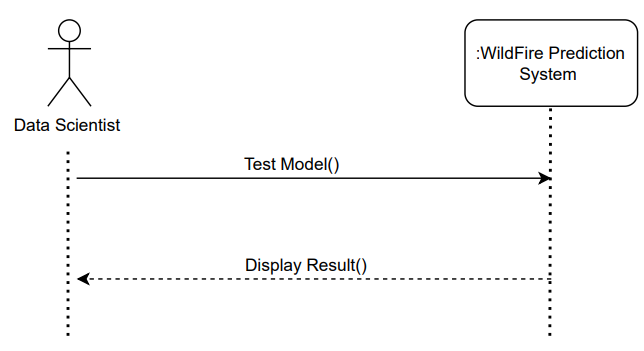 :WildFire Prediction
System
Data Scientist
Test Model()
Display Result()